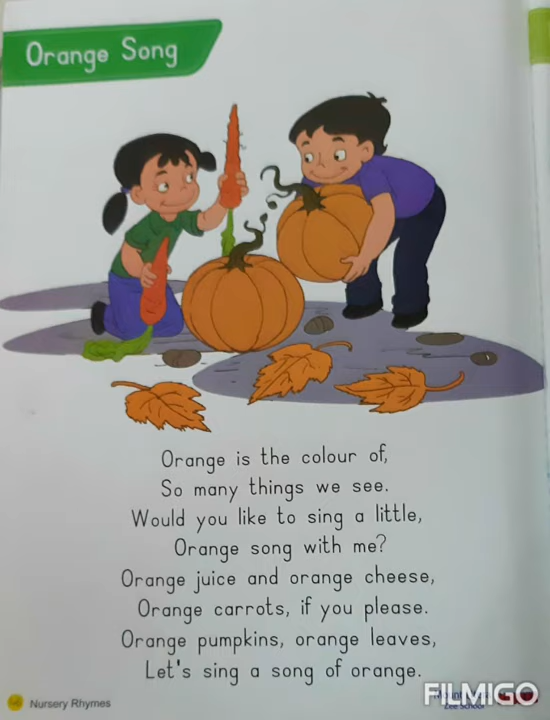 Orange Song
Orange is the colour of,
So many things we see.
Would you like to sing a little,
Orange song with me?
Orange juice and orange cheese,
Orange carrots, if you please.
Orange pumpkins, orange leaves,
Let's sing a song of orange.
Nursery Rhymes
Zee School
FILMIGO